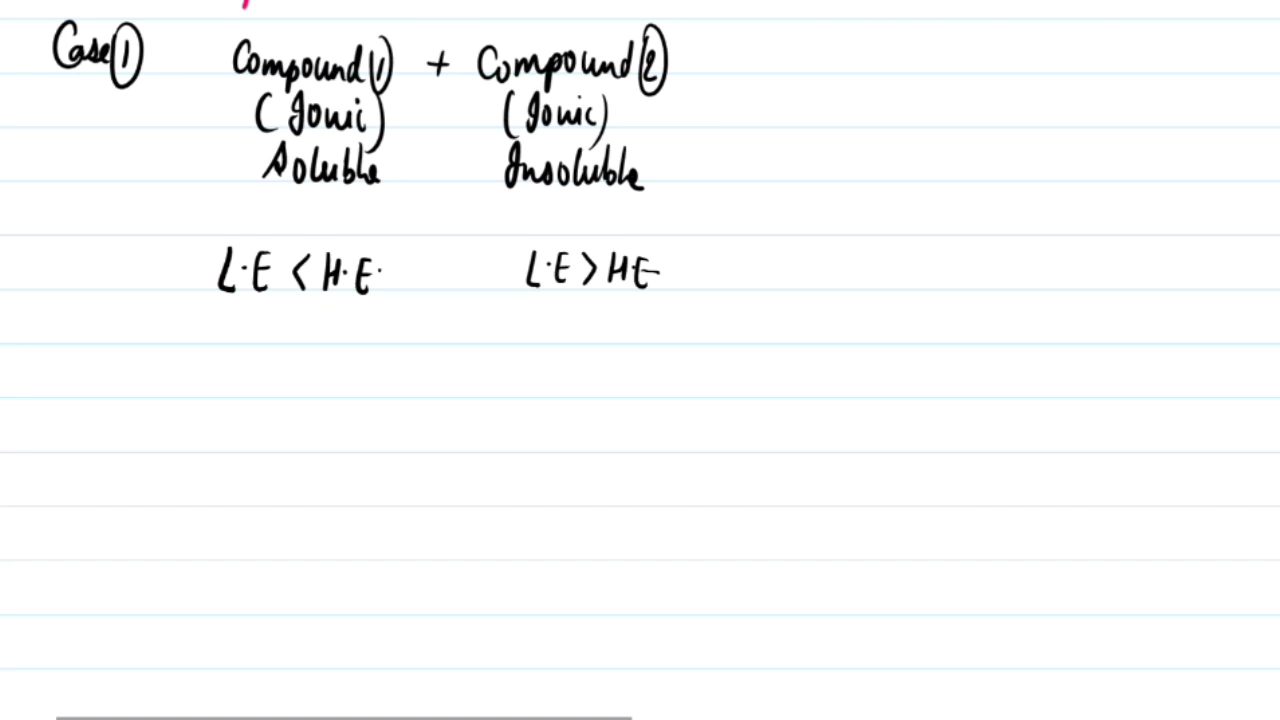 Case ① Compound ① + Compound ②
(Ionic) (Ionic)
Soluble Insoluble
L.E < H.E. L.E > H.E